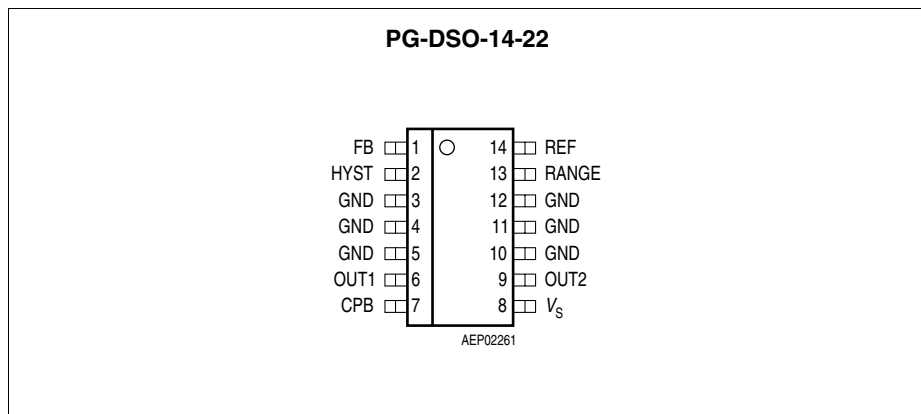 PG-DSO-14-22
FB 1 14 REF
HYST 2 13 RANGE
GND 3 12 GND
GND 4 11 GND
GND 5 10 GND
OUT1 6 9 OUT2
CPB 7 8 VS
AEP02261